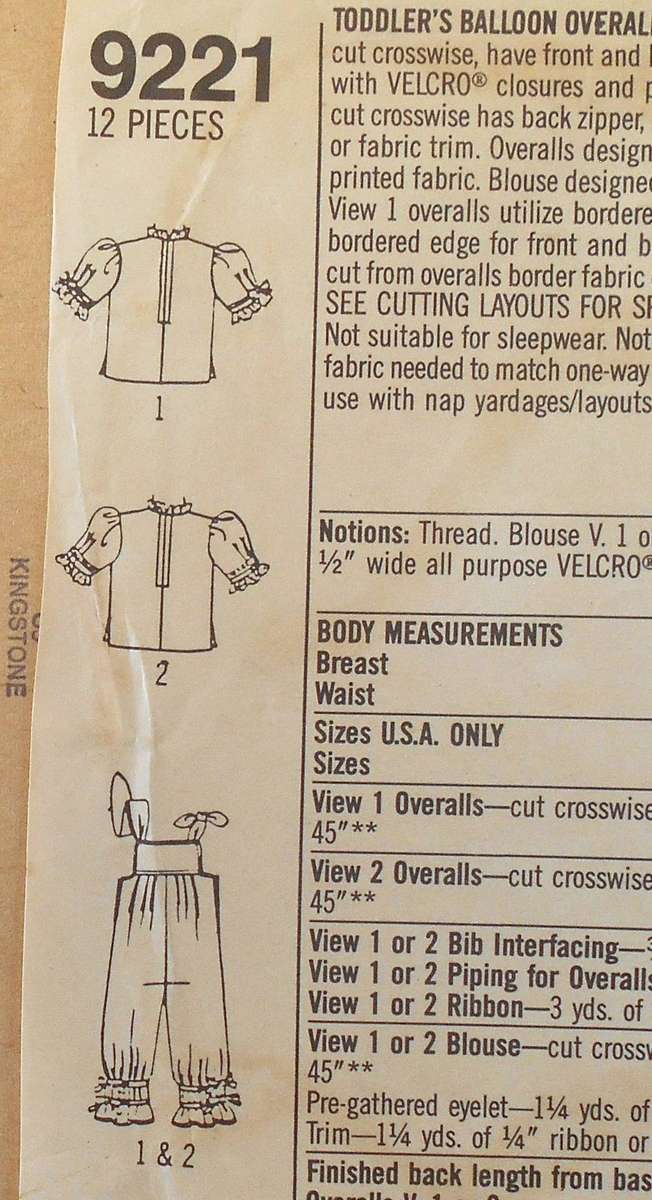 9221
12 PIECES
1
2
1 & 2
KINGSTONE
TODDLER'S BALLOON OVERALL
cut crosswise, have front and
with VELCRO® closures and p
cut crosswise has back zipper,
or fabric trim. Overalls design
printed fabric. Blouse designe
View 1 overalls utilize bordere
bordered edge for front and b
cut from overalls border fabric
SEE CUTTING LAYOUTS FOR SP
Not suitable for sleepwear. Not
fabric needed to match one-way
use with nap yardages/layouts
Notions: Thread. Blouse V. 1 o
½" wide all purpose VELCRO®
BODY MEASUREMENTS
Breast
Waist
Sizes U.S.A. ONLY
Sizes
View 1 Overalls—cut crosswise
45"**
View 2 Overalls—cut crosswise
45"**
View 1 or 2 Bib Interfacing—
View 1 or 2 Piping for Overalls
View 1 or 2 Ribbon—3 yds. of
View 1 or 2 Blouse—cut crossw
45"**
Pre-gathered eyelet—1¼ yds. of
Trim—1¼ yds. of ¼" ribbon or
Finished back length from bas